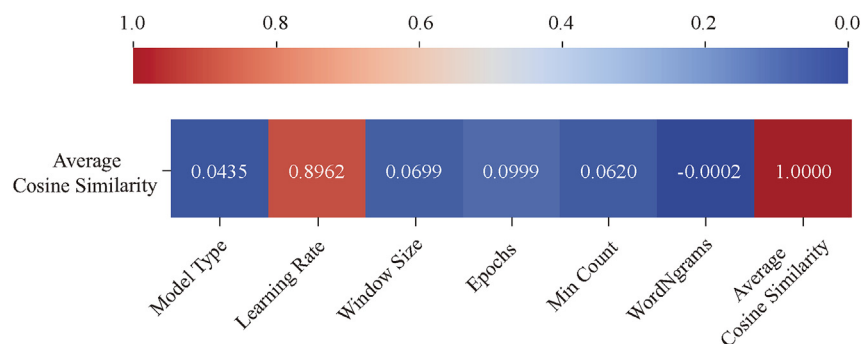 1.0 0.8 0.6 0.4 0.2 0.0
Average
Cosine Similarity
0.0435 0.8962 0.0699 0.0999 0.0620 -0.0002 1.0000
Model Type
Learning Rate
Window Size
Epochs
Min Count
WordNgrams
Average
Cosine Similarity